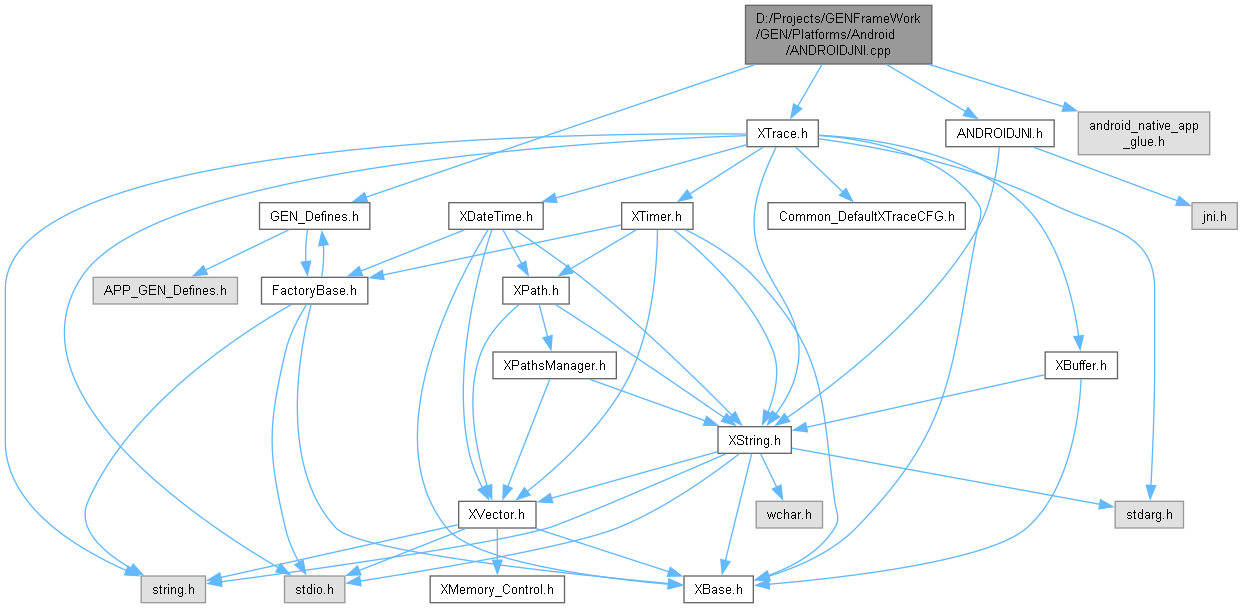 D:/Projects/GENFrameWork
/GEN/Platforms/Android
/ANDROIDJNI.cpp
XTrace.h
ANDROIDJNI.h
android_native_app
_glue.h
GEN_Defines.h
XDateTime.h
XTimer.h
Common_DefaultXTraceCFG.h
jni.h
APP_GEN_Defines.h
FactoryBase.h
XPath.h
XPathsManager.h
XBuffer.h
XString.h
XVector.h
wchar.h
stdarg.h
string.h
stdio.h
XMemory_Control.h
XBase.h